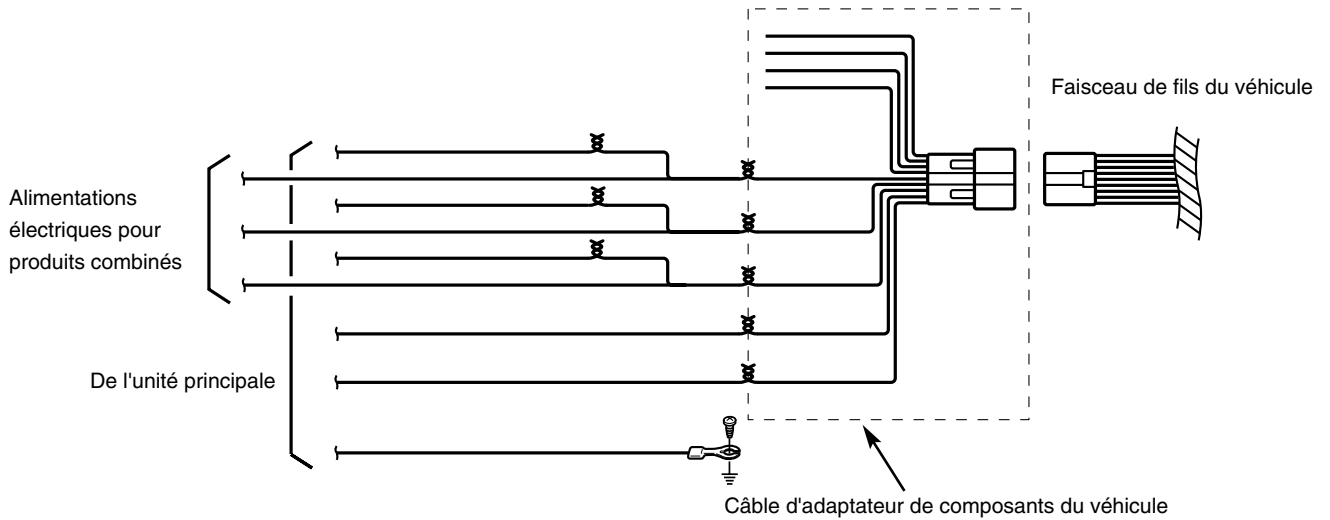 Faisceau de fils du véhicule
Alimentations
électriques pour
produits combinés
De l'unité principale
Câble d'adaptateur de composants du véhicule